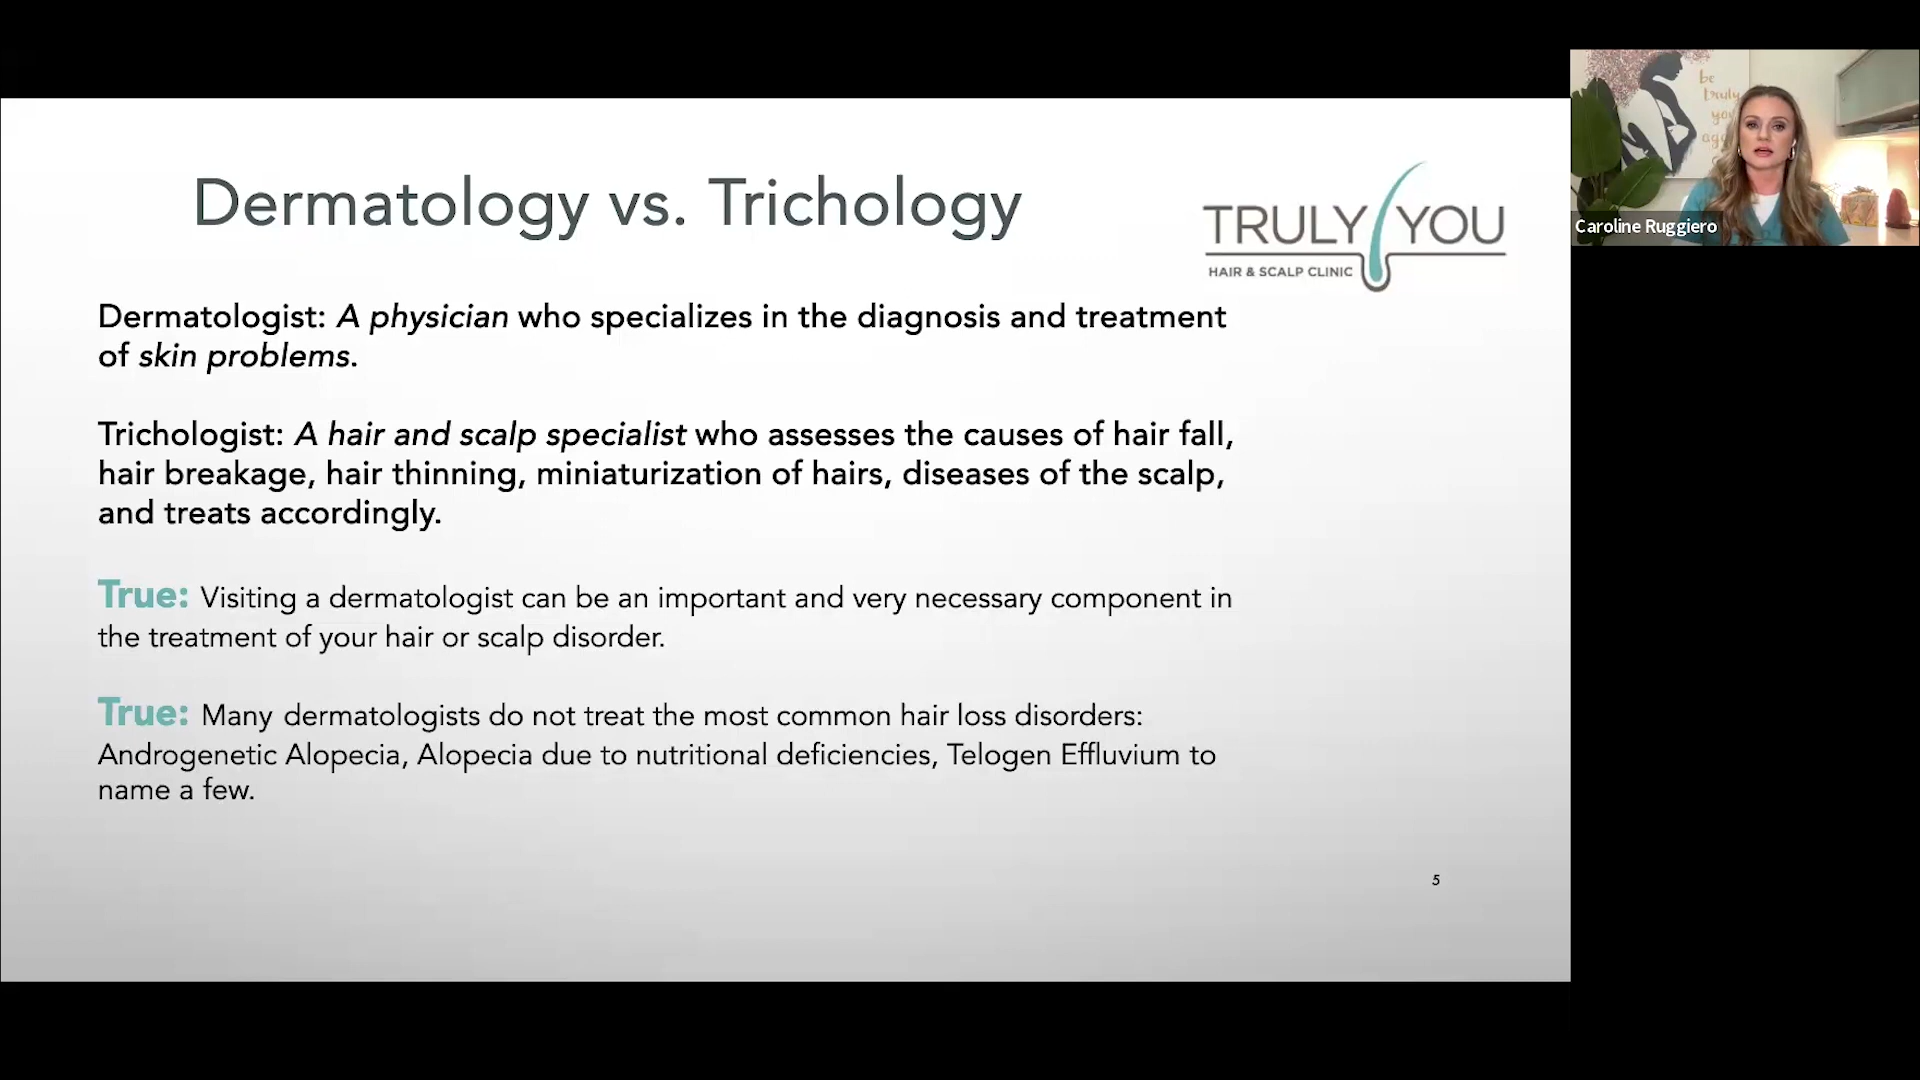 Dermatology vs. Trichology
TRULY YOU
HAIR & SCALP CLINIC
Dermatologist: A physician who specializes in the diagnosis and treatment
of skin problems.
Trichologist: A hair and scalp specialist who assesses the causes of hair fall,
hair breakage, hair thinning, miniaturization of hairs, diseases of the scalp,
and treats accordingly.
True: Visiting a dermatologist can be an important and very necessary component in
the treatment of your hair or scalp disorder.
True: Many dermatologists do not treat the most common hair loss disorders:
Androgenetic Alopecia, Alopecia due to nutritional deficiencies, Telogen Effluvium to
name a few.
5
be
truly
Caroline Ruggiero